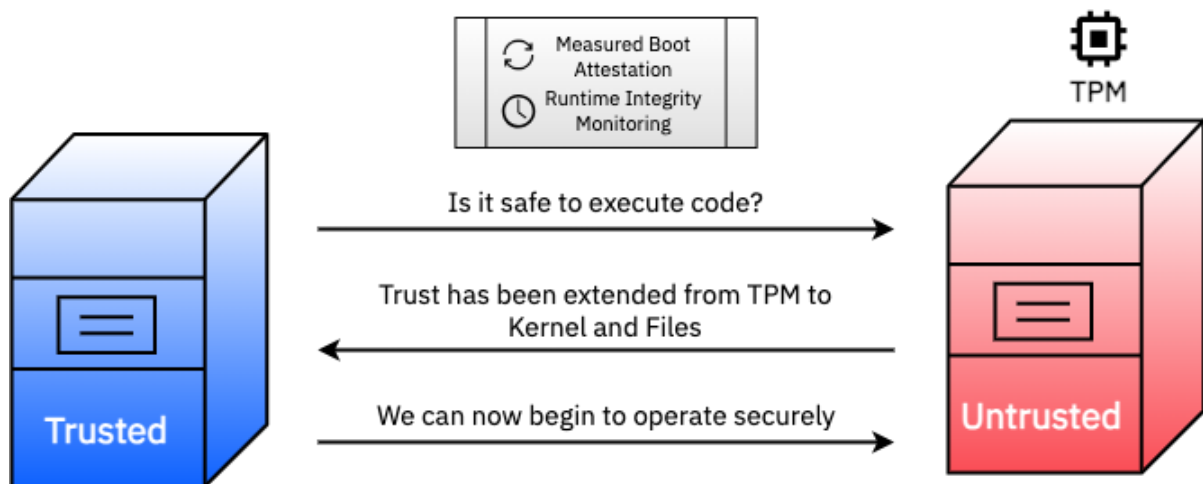 Measured Boot
Attestation
Runtime Integrity
Monitoring
TPM
Is it safe to execute code?
Trust has been extended from TPM to
Kernel and Files
We can now begin to operate securely
Trusted
Untrusted